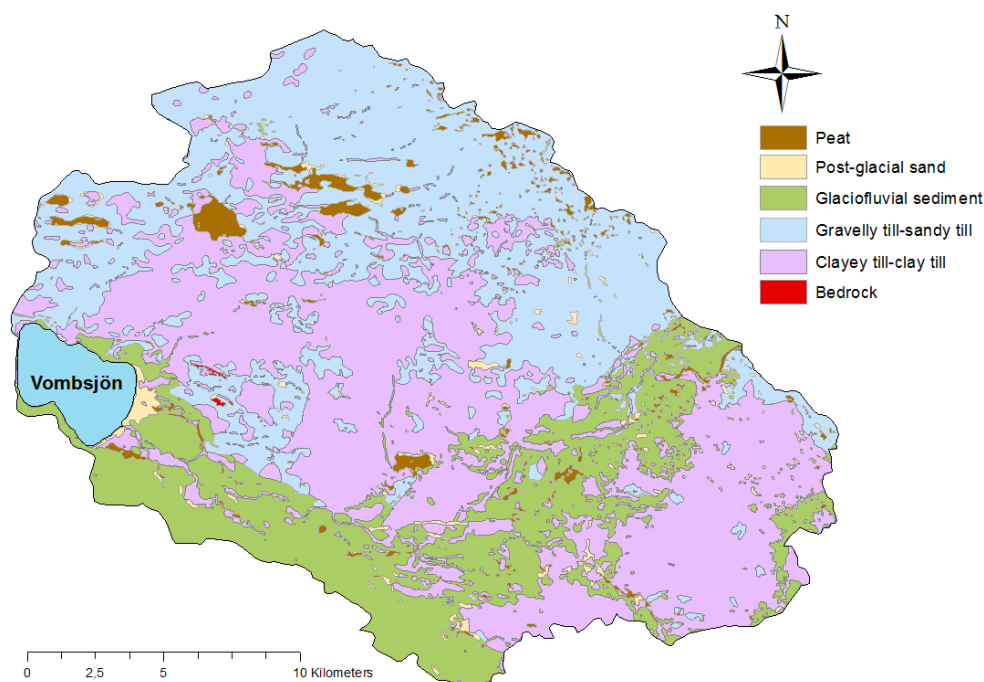 N
Peat
Post-glacial sand
Glaciofluvial sediment
Gravelly till-sandy till
Clayey till-clay till
Bedrock
Vombsjön
0 2,5 5 10 Kilometers